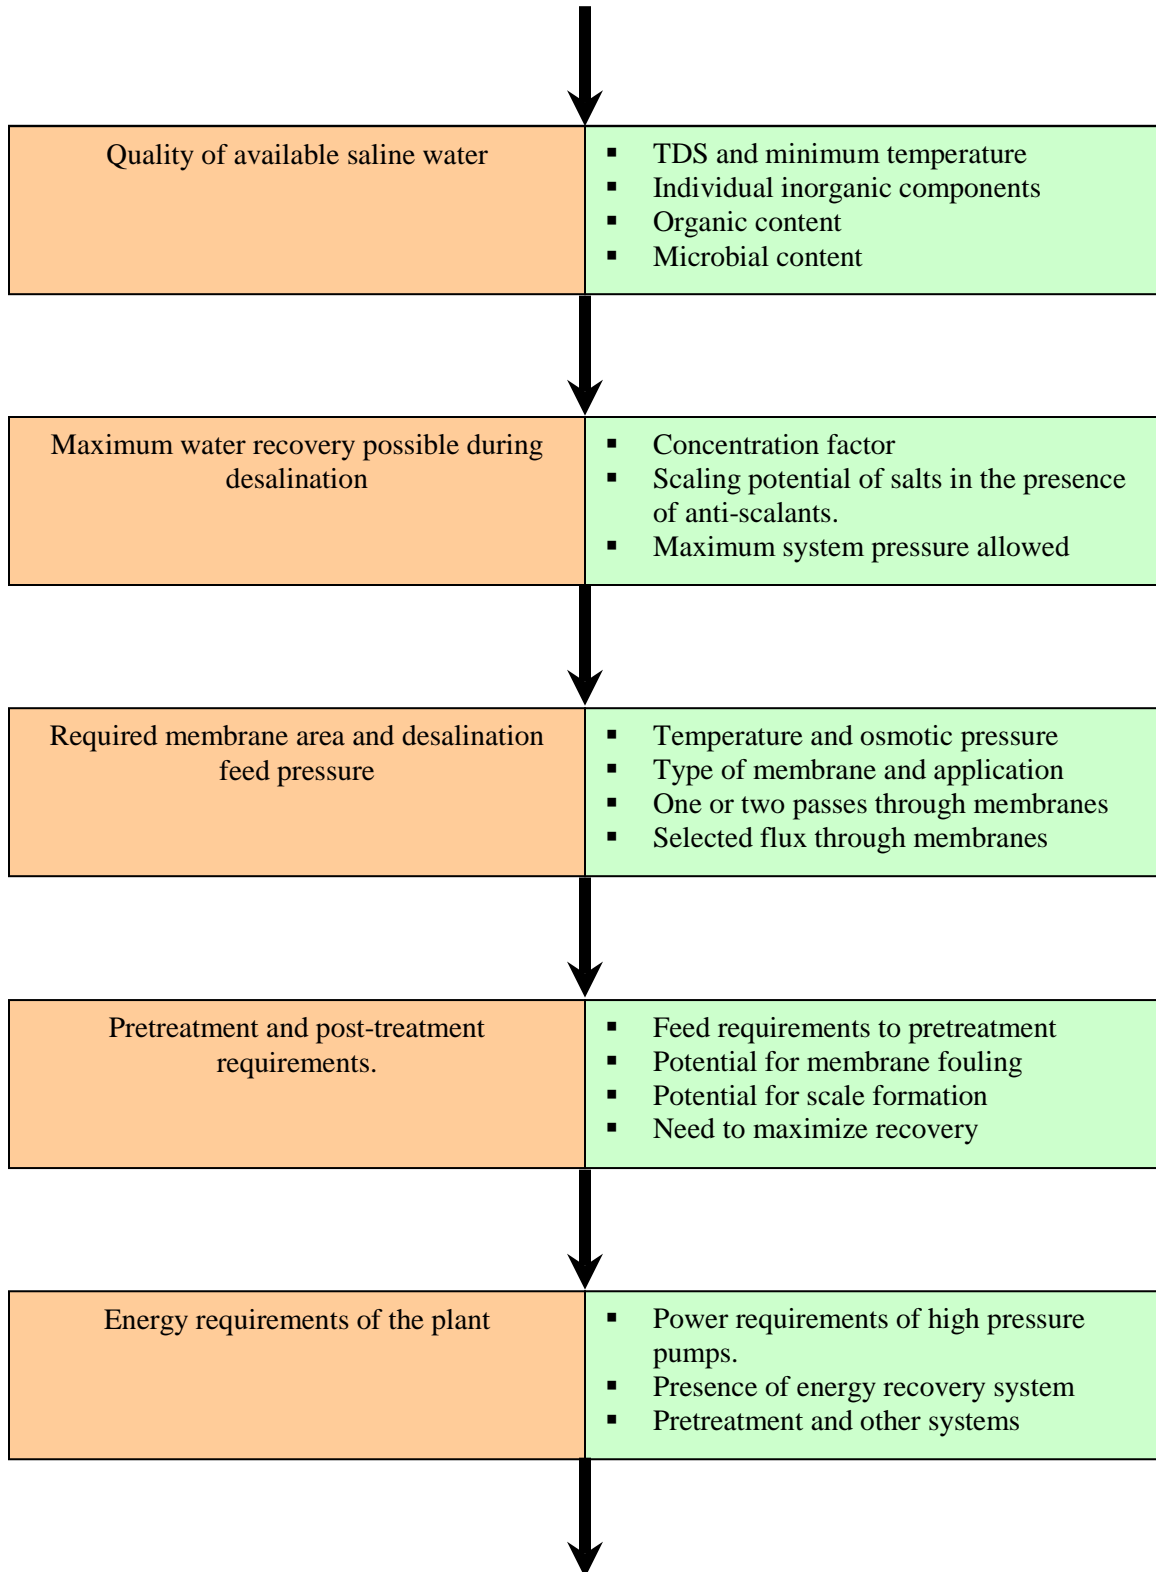 Quality of available saline water
▪ TDS and minimum temperature
▪ Individual inorganic components
▪ Organic content
▪ Microbial content
Maximum water recovery possible during
desalination
▪ Concentration factor
▪ Scaling potential of salts in the presence
of anti-scalants.
▪ Maximum system pressure allowed
Required membrane area and desalination
feed pressure
▪ Temperature and osmotic pressure
▪ Type of membrane and application
▪ One or two passes through membranes
▪ Selected flux through membranes
Pretreatment and post-treatment
requirements.
▪ Feed requirements to pretreatment
▪ Potential for membrane fouling
▪ Potential for scale formation
▪ Need to maximize recovery
Energy requirements of the plant
▪ Power requirements of high pressure
pumps.
▪ Presence of energy recovery system
▪ Pretreatment and other systems